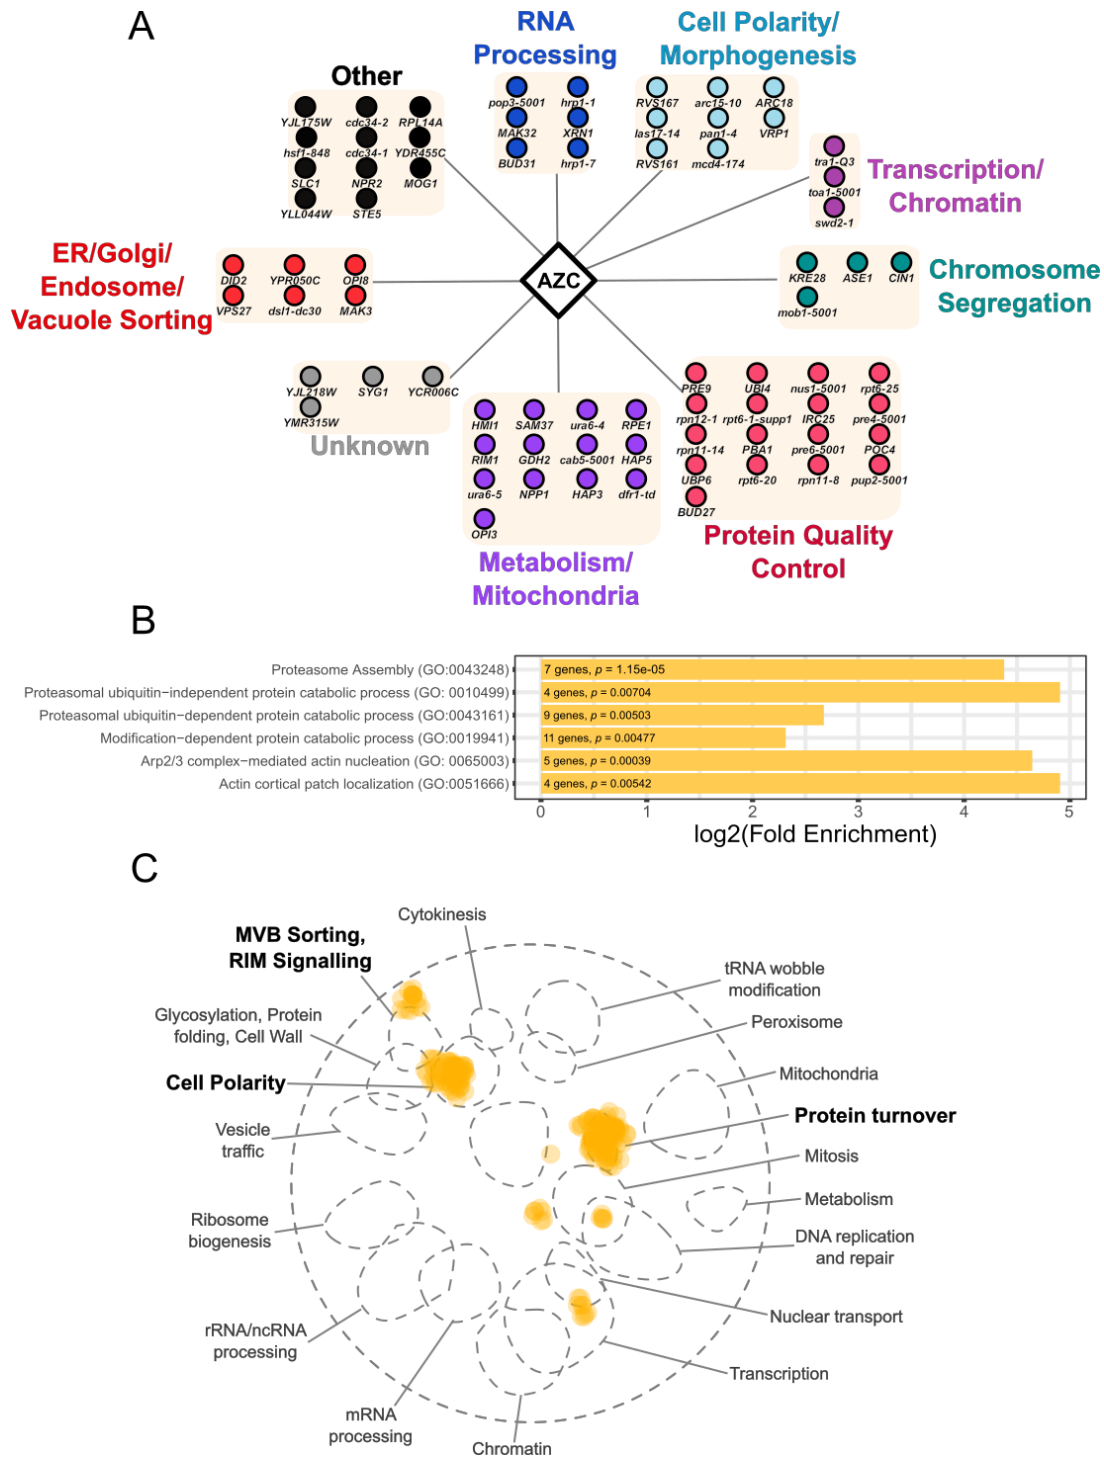 A
RNA
Processing
pop3-5001
hrp1-1
MAK32
XRN1
BUD31
hrp1-7
Cell Polarity/
Morphogenesis
RVS167
arc15-10
ARC18
las17-14
pan1-4
VRP1
RVS161
mcd4-174
Other
YJL175W
cdc34-2
RPL14A
hsf1-848
cdc34-1
YDR455C
SLC1
NPR2
MOG1
YLL044W
STE5
tra1-Q3
toa1-5001
swd2-1
Transcription/
Chromatin
ER/Golgi/
Endosome/
Vacuole Sorting
DID2
YPR050C
OPI8
VPS27
dsl1-dc30
MAK3
AZC
KRE28
ASE1
CIN1
mob1-5001
Chromosome
Segregation
YJL218W
SYG1
YCR006C
YMR315W
Unknown
HMI1
SAM37
ura6-4
RPE1
RIM1
GDH2
cab5-5001
HAP5
ura6-5
NPP1
HAP3
dfr1-td
OPI3
Metabolism/
Mitochondria
PRE9
UBI4
nus1-5001
rpt6-25
rpn12-1
rpt6-1-supp1
IRC25
pre4-5001
rpn11-14
PBA1
pre6-5001
POC4
UBP6
rpt6-20
rpn11-8
pup2-5001
BUD27
Protein Quality
Control
B
Proteasome Assembly (GO:0043248)
7 genes, p = 1.15e-05
Proteasomal ubiquitin−independent protein catabolic process (GO: 0010499)
4 genes, p = 0.00704
Proteasomal ubiquitin−dependent protein catabolic process (GO:0043161)
9 genes, p = 0.00503
Modification−dependent protein catabolic process (GO:0019941)
11 genes, p = 0.00477
Arp2/3 complex−mediated actin nucleation (GO: 0065003)
5 genes, p = 0.00039
Actin cortical patch localization (GO:0051666)
4 genes, p = 0.00542
0 1 2 3 4 5
log2(Fold Enrichment)
C
Cytokinesis
MVB Sorting,
RIM Signalling
tRNA wobble
modification
Glycosylation, Protein
folding, Cell Wall
Peroxisome
Cell Polarity
Mitochondria
Protein turnover
Vesicle
traffic
Mitosis
Metabolism
Ribosome
biogenesis
DNA replication
and repair
Nuclear transport
rRNA/ncRNA
processing
Transcription
mRNA
processing
Chromatin